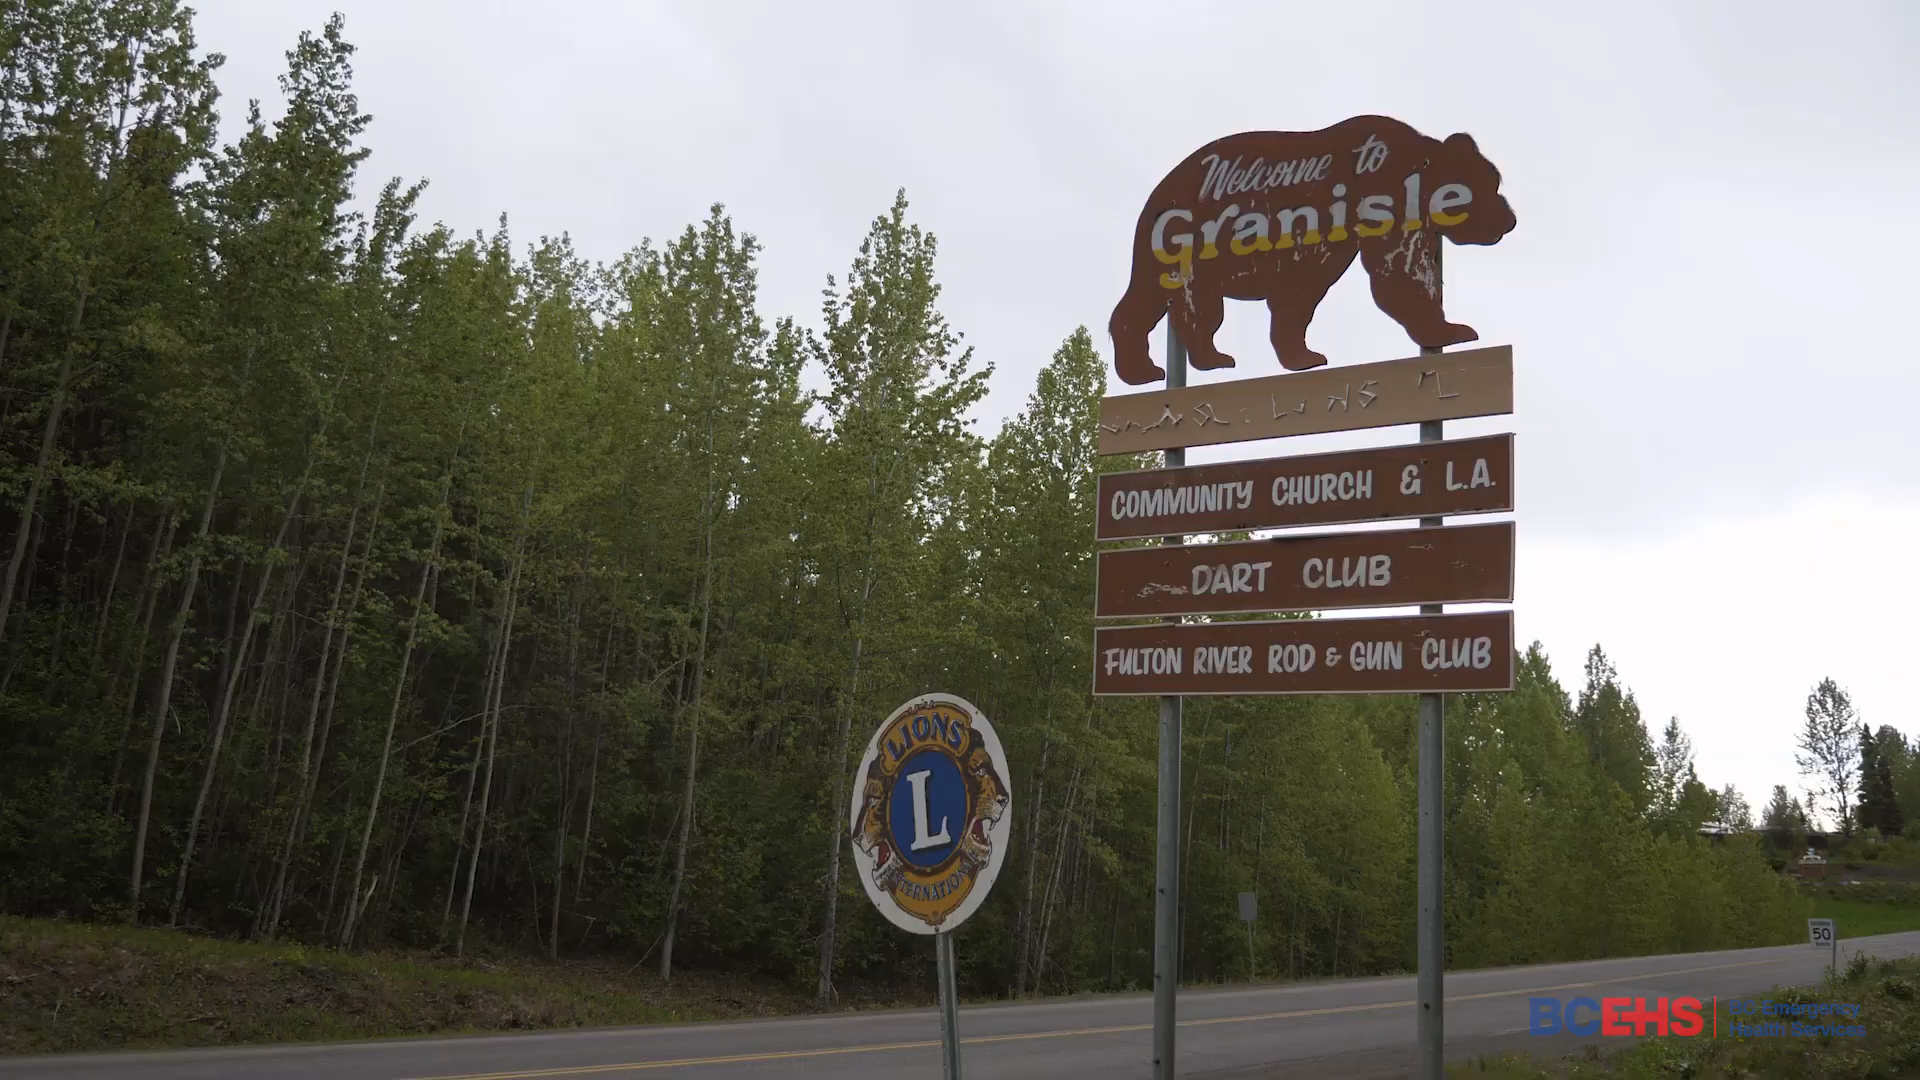 Welcome to
Granisle
COMMUNITY CHURCH & L.A.
DART CLUB
FULTON RIVER ROD & GUN CLUB
LIONS
L
INTERNATIONAL
50
BCEHS
BC Emergency
Health Services